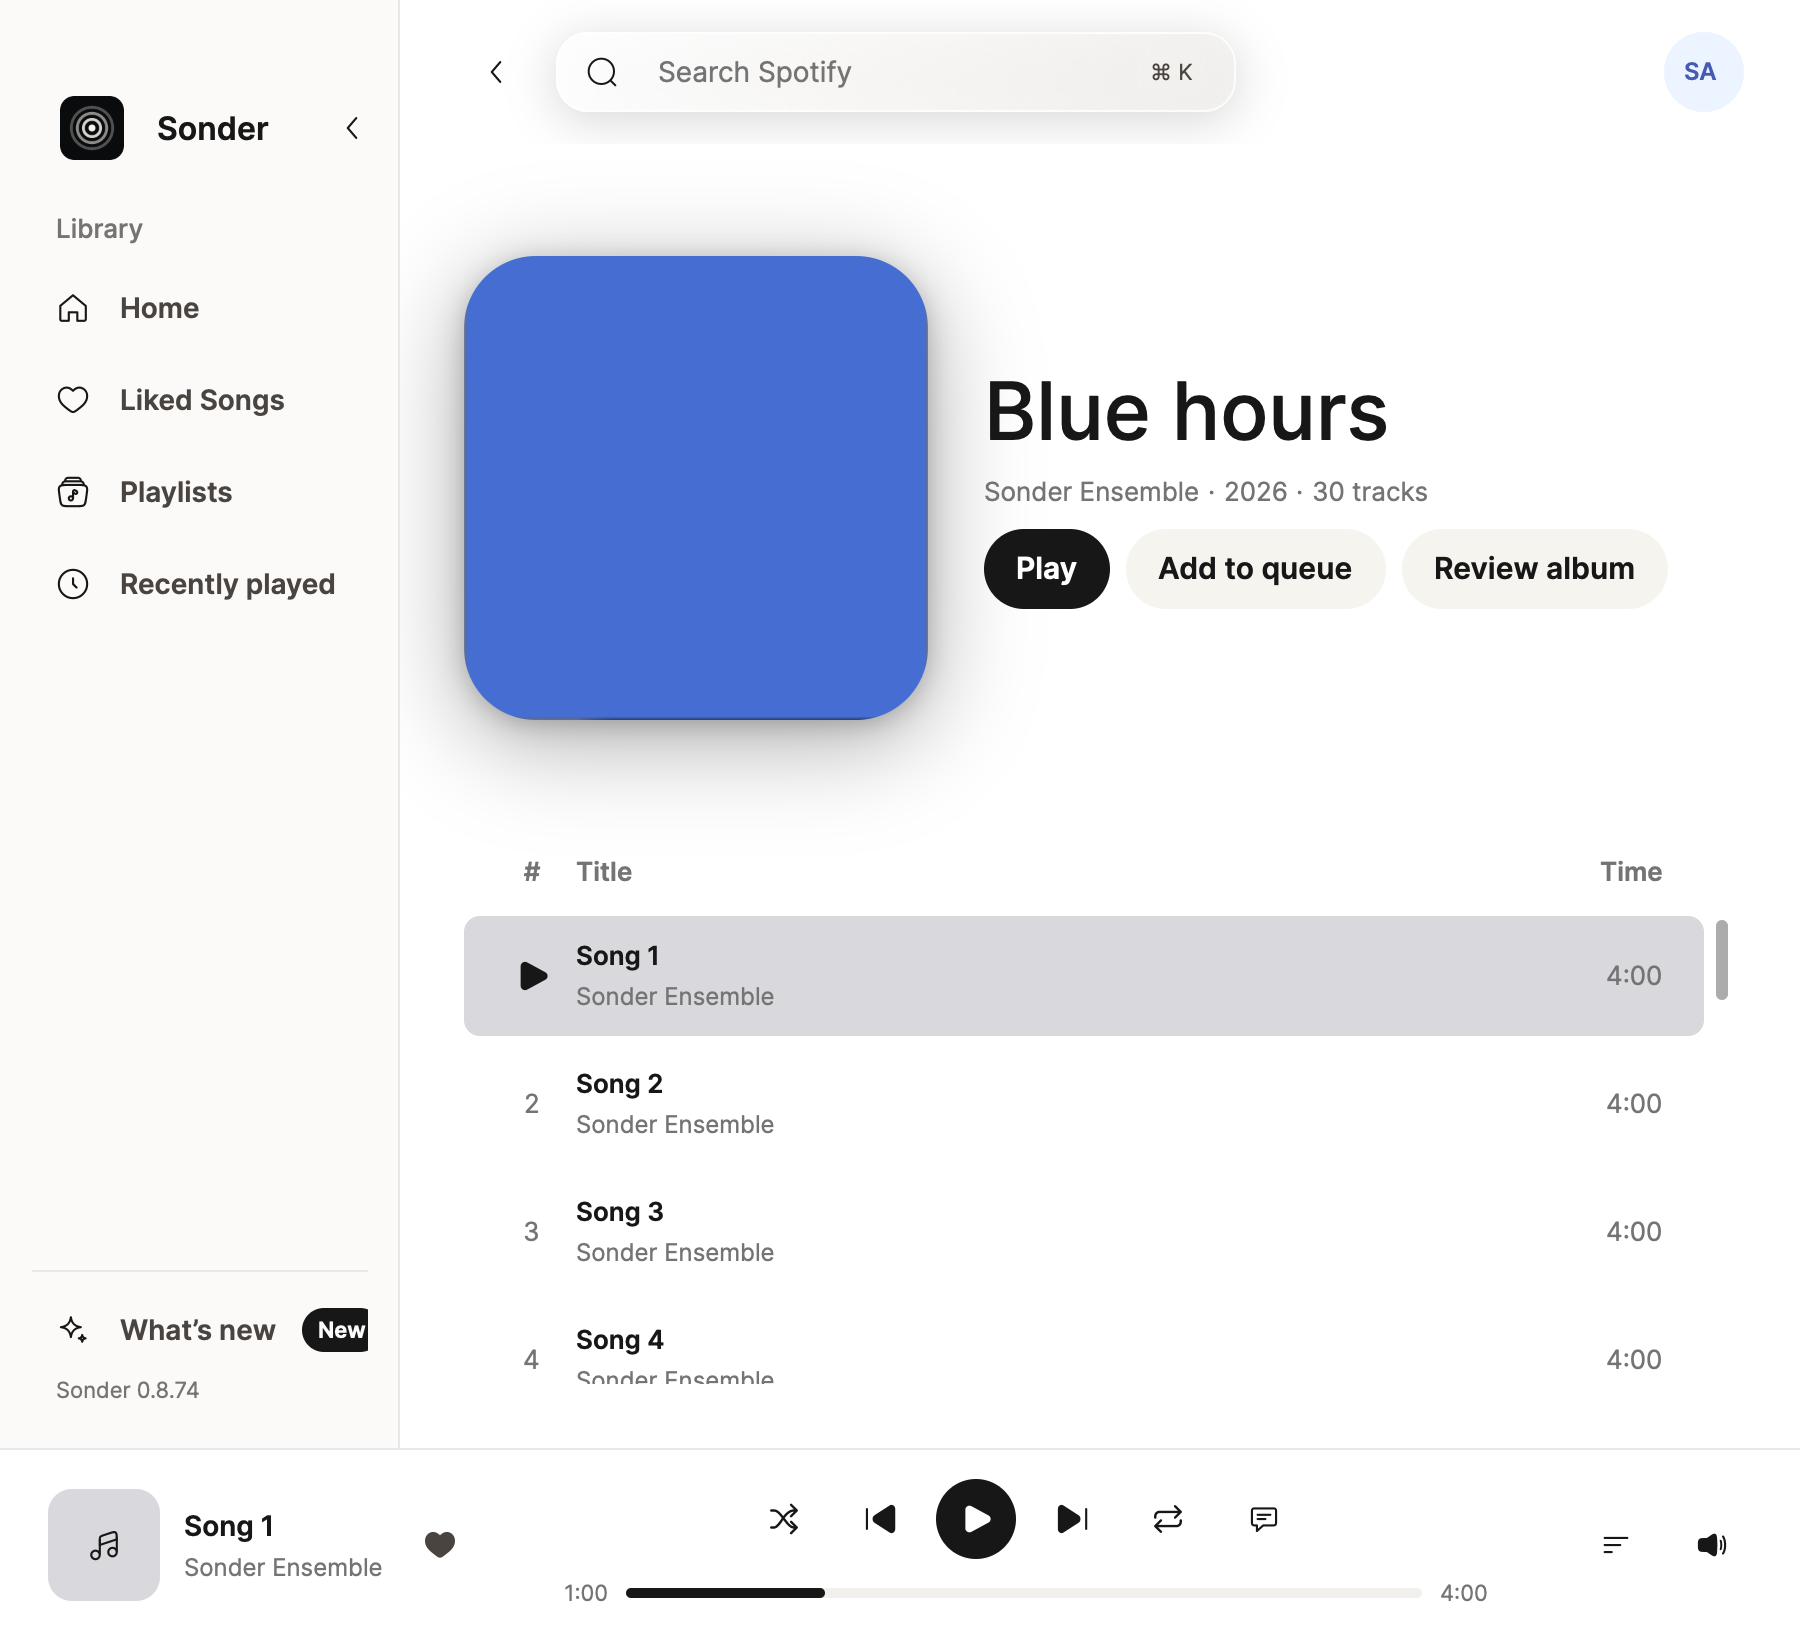 Search Spotify
⌘ K
SA
Sonder
Library
Home
Liked Songs
Playlists
Recently played
What’s new
New
Sonder 0.8.74
Blue hours
Sonder Ensemble · 2026 · 30 tracks
Play
Add to queue
Review album
# Title Time
Song 1
Sonder Ensemble
4:00
2
Song 2
Sonder Ensemble
4:00
3
Song 3
Sonder Ensemble
4:00
4
Song 4
Sonder Ensemble
4:00
Song 1
Sonder Ensemble
1:00
4:00